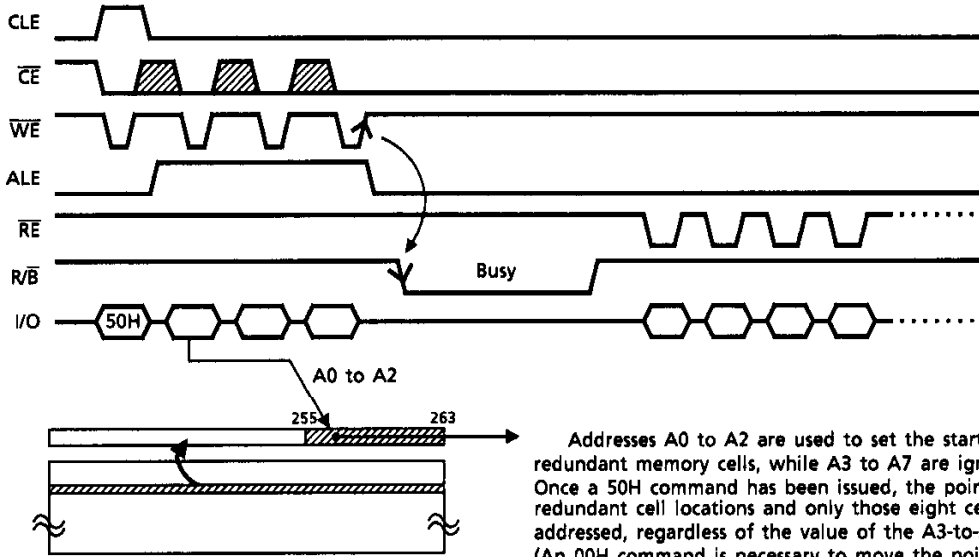 CLE
CE
WE
ALE
RE
R/B
Busy
I/O
50H
A0 to A2
255
263
Addresses A0 to A2 are used to set the start
redundant memory cells, while A3 to A7 are
Once a 50H command has been issued, the
redundant cell locations and only those eight
addressed, regardless of the value of the A3-to-
(An 00H command is necessary to move the